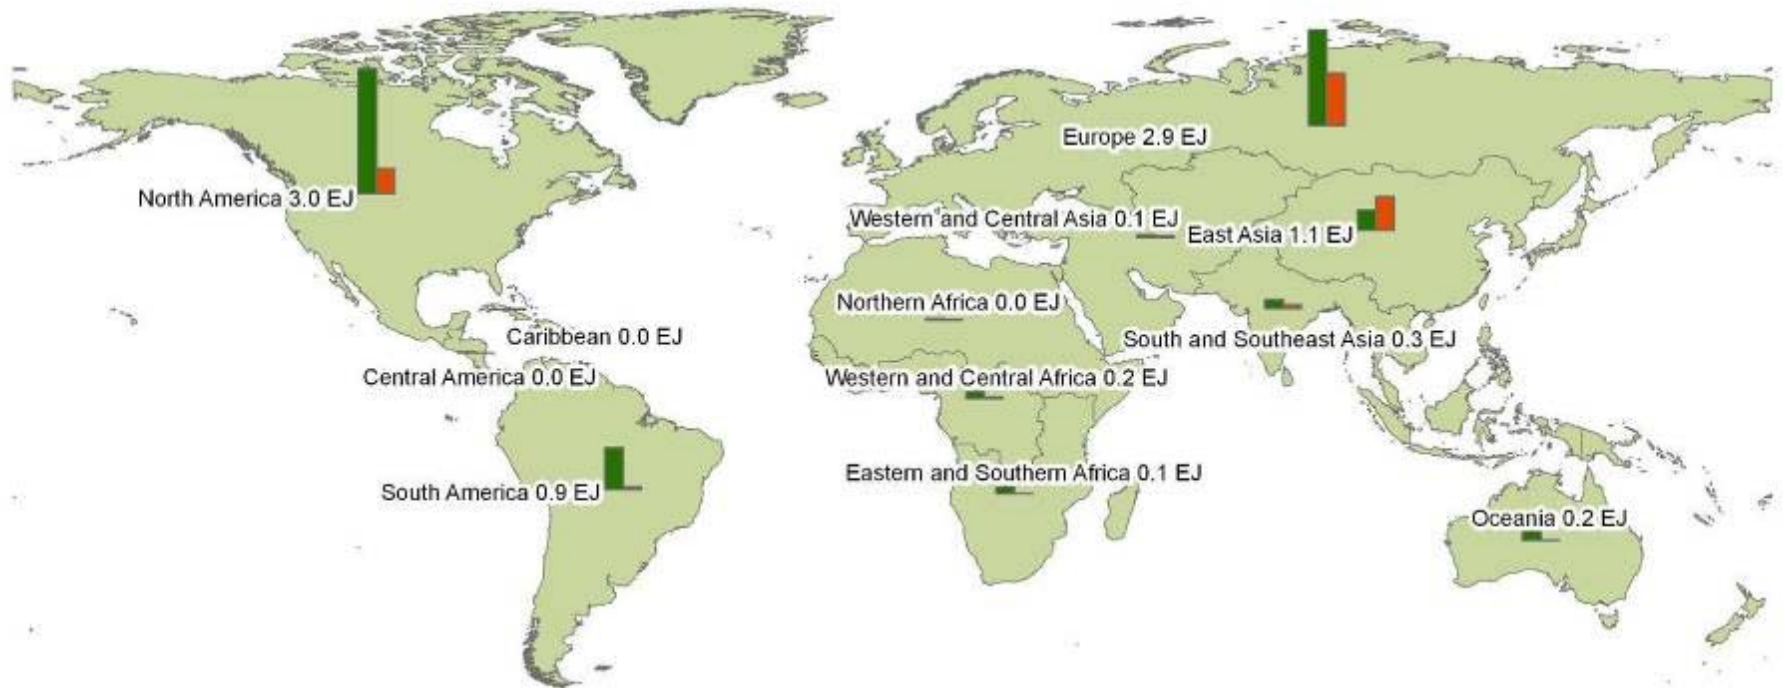 Europe 2.9 EJ
North America 3.0 EJ
Western and Central Asia 0.1 EJ
East Asia 1.1 EJ
Northern Africa 0.0 EJ
Caribbean 0.0 EJ
South and Southeast Asia 0.3 EJ
Central America 0.0 EJ
Western and Central Africa 0.2 EJ
Eastern and Southern Africa 0.1 EJ
South America 0.9 EJ
Oceania 0.2 EJ